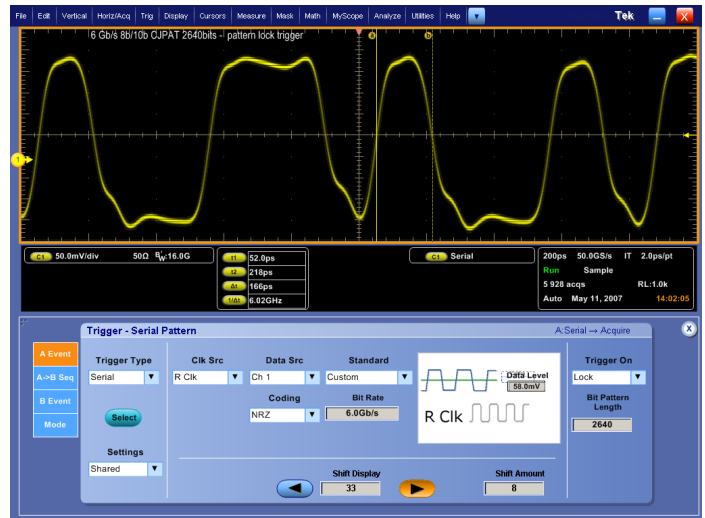 File Edit Vertical Horiz/Acq Trig Display Cursors Measure Mask Math MyScope Analyze Utilities Help Tek X
6 Gb/s 8b/10b CJPAT 2640bits - pattern lock trigger
a b
1
C1 50.0mV/div 50Ω BW:16.0G
t1 52.0ps
t2 218ps
Δt 166ps
1/Δt 6.02GHz
C1 Serial
200ps 50.0GS/s IT 2.0ps/pt
Run Sample
5 928 acqs RL:1.0k
Auto May 11, 2007 14:02:05
Trigger - Serial Pattern
A:Serial → Acquire
X
A Event
A->B Seq
B Event
Mode
Trigger Type
Serial
Select
Settings
Shared
Clk Src
R Clk
Data Src
Ch 1
Coding
NRZ
Standard
Custom
Bit Rate
6.0Gb/s
Data Level
58.0mV
R Clk
Trigger On
Lock
Bit Pattern
Length
2640
Shift Display
33
Shift Amount
8